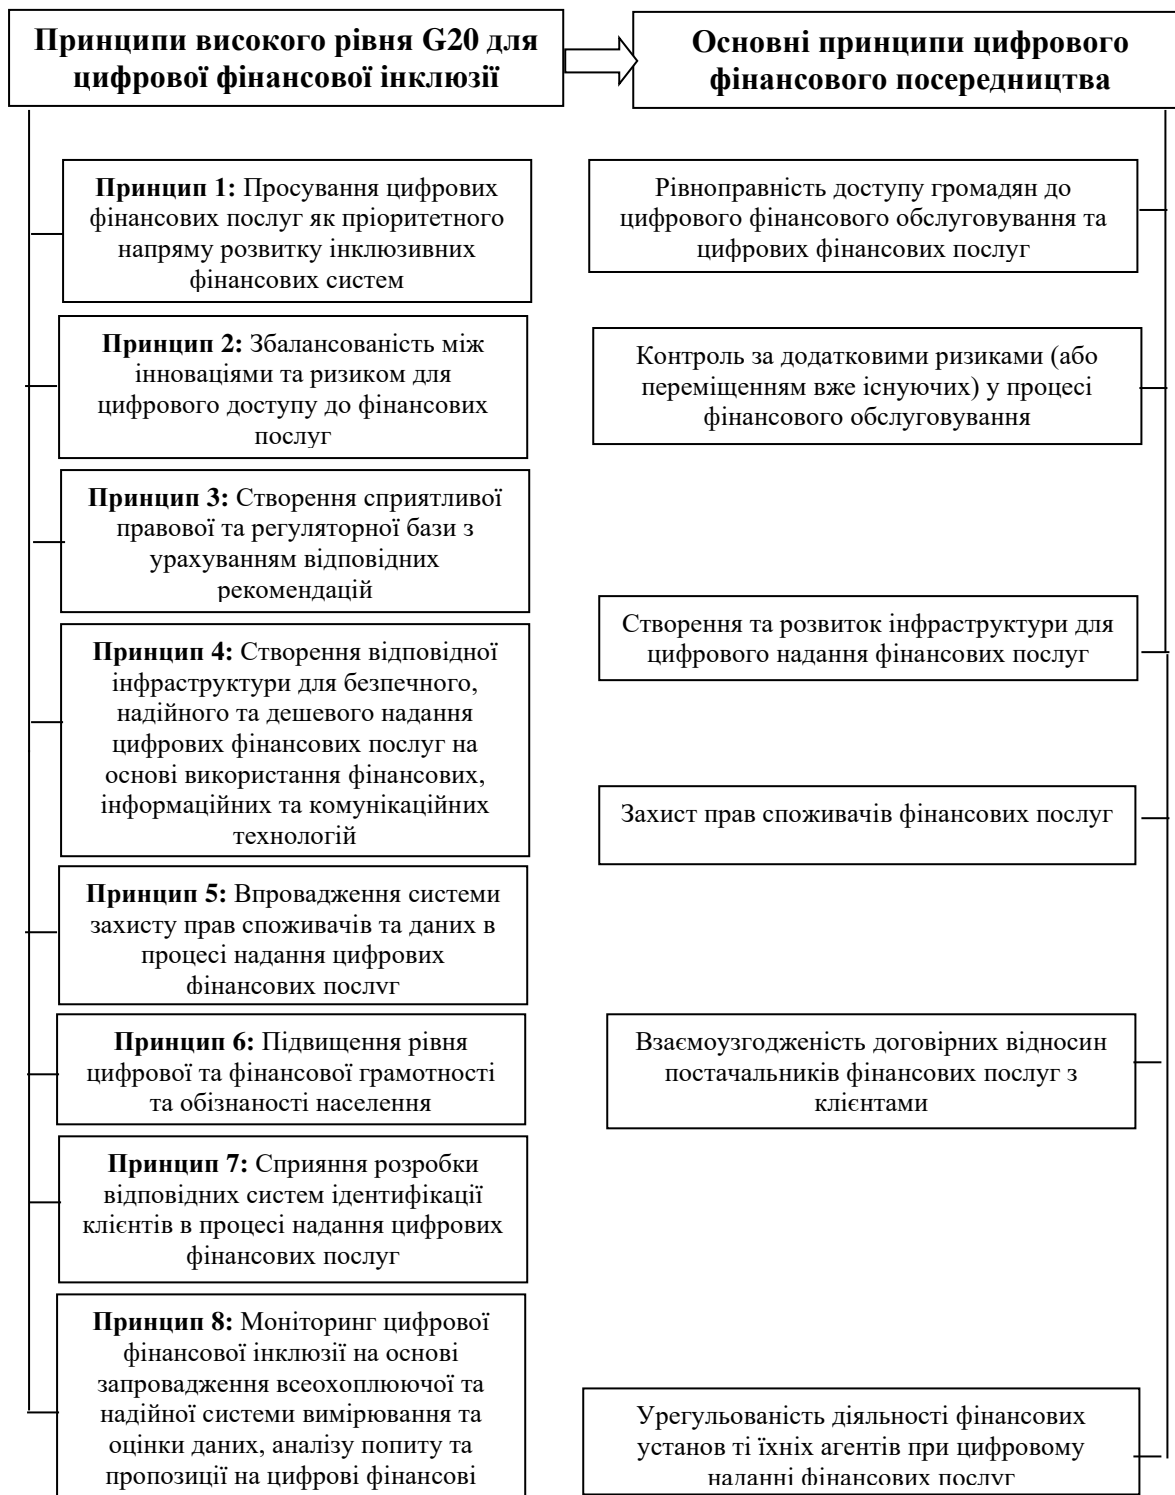 Принципи високого рівня G20 для
цифрової фінансової інклюзії
Основні принципи цифрового
фінансового посередництва
Принцип 1: Просування цифрових
фінансових послуг як пріоритетного
напряму розвитку інклюзивних
фінансових систем
Принцип 2: Збалансованість між
інноваціями та ризиком для
цифрового доступу до фінансових
послуг
Принцип 3: Створення сприятливої
правової та регуляторної бази з
урахуванням відповідних
рекомендацій
Принцип 4: Створення відповідної
інфраструктури для безпечного,
надійного та дешевого надання
цифрових фінансових послуг на
основі використання фінансових,
інформаційних та комунікаційних
технологій
Принцип 5: Впровадження системи
захисту прав споживачів та даних в
процесі надання цифрових
фінансових послуг
Принцип 6: Підвищення рівня
цифрової та фінансової грамотності
та обізнаності населення
Принцип 7: Сприяння розробки
відповідних систем ідентифікації
клієнтів в процесі надання цифрових
фінансових послуг
Принцип 8: Моніторинг цифрової
фінансової інклюзії на основі
запровадження всеохоплюючої та
надійної системи вимірювання та
оцінки даних, аналізу попиту та
пропозиції на цифрові фінансові
Рівноправність доступу громадян до
цифрового фінансового обслуговування та
цифрових фінансових послуг
Контроль за додатковими ризиками (або
переміщенням вже існуючих) у процесі
фінансового обслуговування
Створення та розвиток інфраструктури для
цифрового надання фінансових послуг
Захист прав споживачів фінансових послуг
Взаємоузгодженість договірних відносин
постачальників фінансових послуг з
клієнтами
Урегульованість діяльності фінансових
установ ті їхніх агентів при цифровому
наданні фінансових послуг